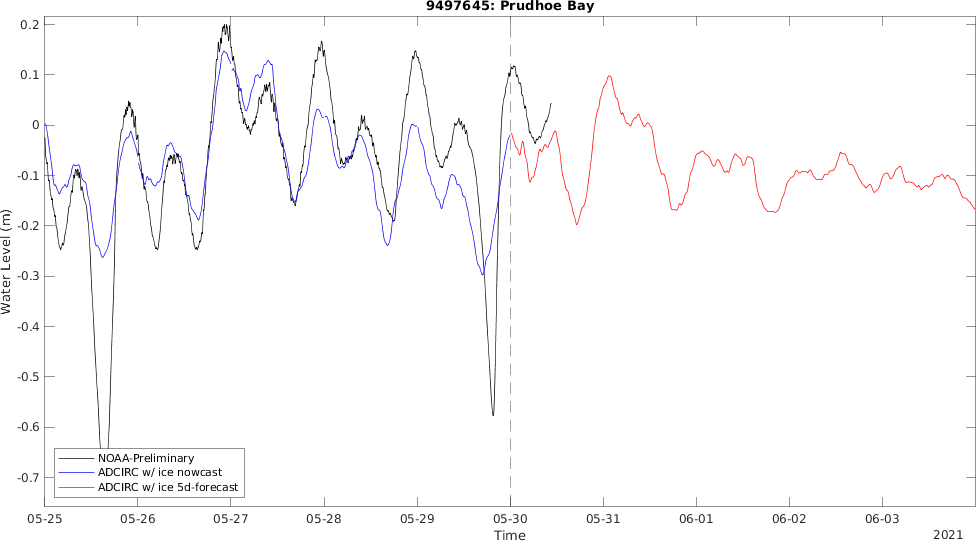 9497645: Prudhoe Bay
0.2
0.1
0
-0.1
-0.2
-0.3
-0.4
-0.5
-0.6
-0.7
Water Level (m)
NOAA-Preliminary
ADCIRC w/ ice nowcast
ADCIRC w/ ice 5d-forecast
05-25 05-26 05-27 05-28 05-29 05-30 05-31 06-01 06-02 06-03
Time
2021